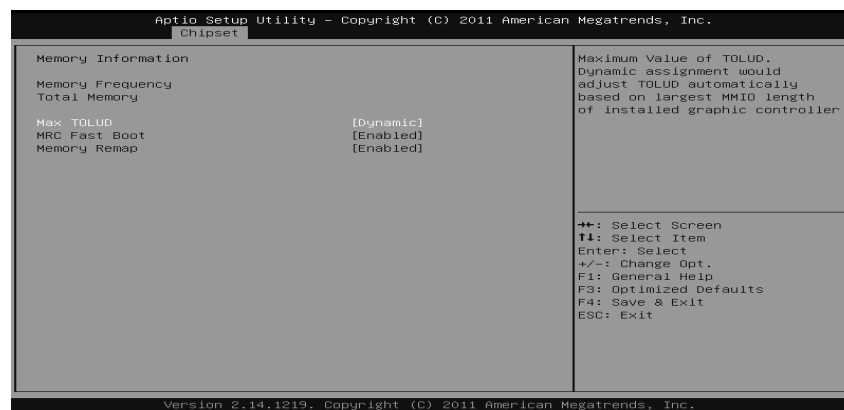 Aptio Setup Utility – Copyright (C) 2011 American Megatrends, Inc.
Chipset
Memory Information
Memory Frequency
Total Memory
Max TOLUD [Dynamic]
MRC Fast Boot [Enabled]
Memory Remap [Enabled]
Maximum Value of TOLUD.
Dynamic assignment would
adjust TOLUD automatically
based on largest MMIO length
of installed graphic controller
→←: Select Screen
↑↓: Select Item
Enter: Select
+/-: Change Opt.
F1: General Help
F3: Optimized Defaults
F4: Save & Exit
ESC: Exit
Version 2.14.1219. Copyright (C) 2011 American Megatrends, Inc.